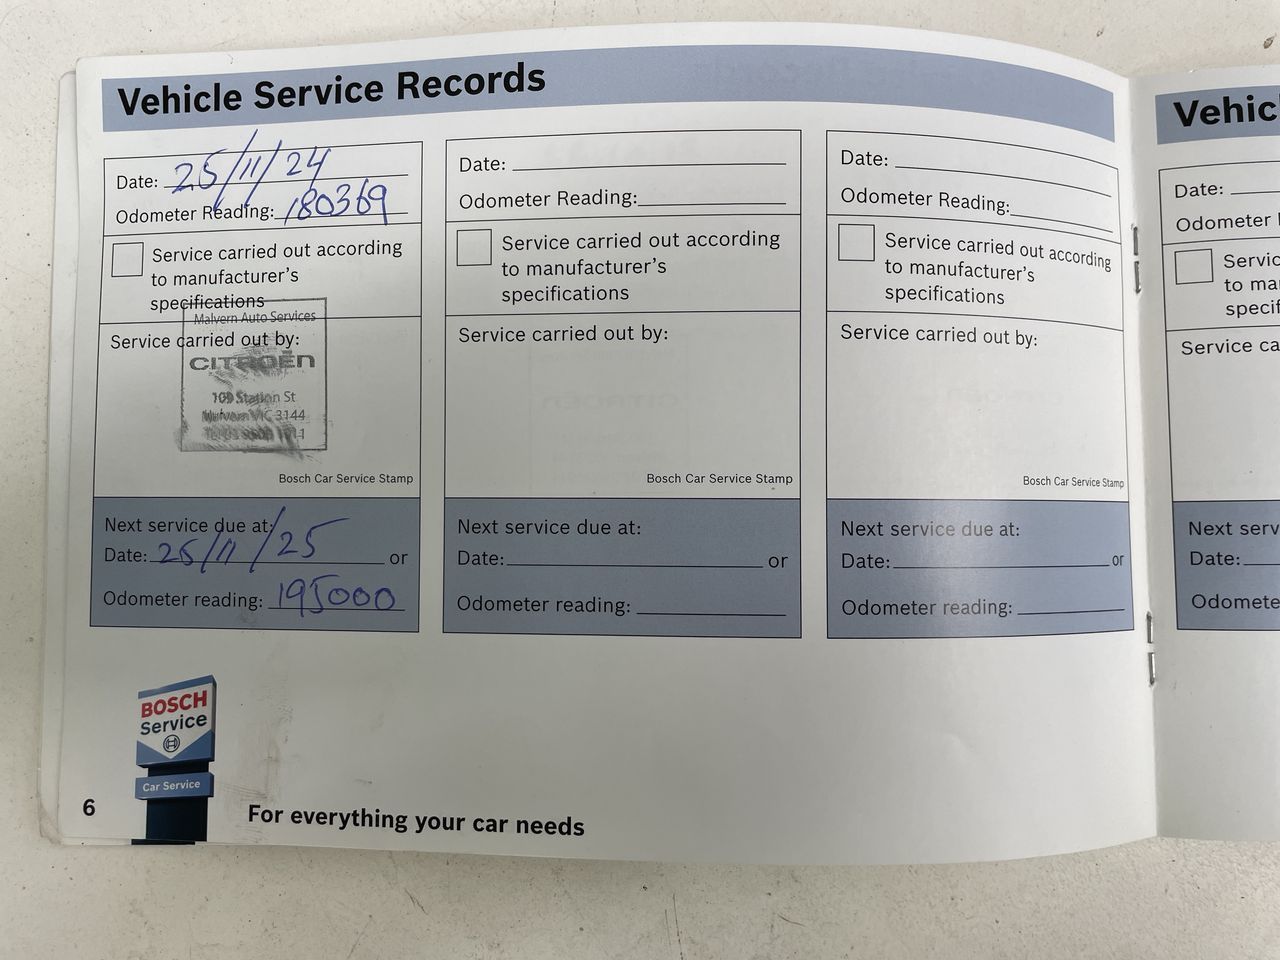 Vehicle Service Records
Date: 25/11/24
Odometer Reading: 180369
Service carried out according
to manufacturer's
specifications
Malvern Auto Services
Service carried out by:
CITROËN
109 Station St
Malvern VIC 3144
Bosch Car Service Stamp
Next service due at:
Date: 25/11/25 or
Odometer reading: 195000
Date:
Odometer Reading:
Service carried out according
to manufacturer's
specifications
Service carried out by:
Bosch Car Service Stamp
Next service due at:
Date: or
Odometer reading:
Date:
Odometer Reading:
Service carried out according
to manufacturer's
specifications
Service carried out by:
Bosch Car Service Stamp
Next service due at:
Date: or
Odometer reading:
BOSCH
Service
Car Service
6
For everything your car needs
Vehic
Date:
Odometer
Servic
to ma
specif
Service ca
Next serv
Date:
Odomete